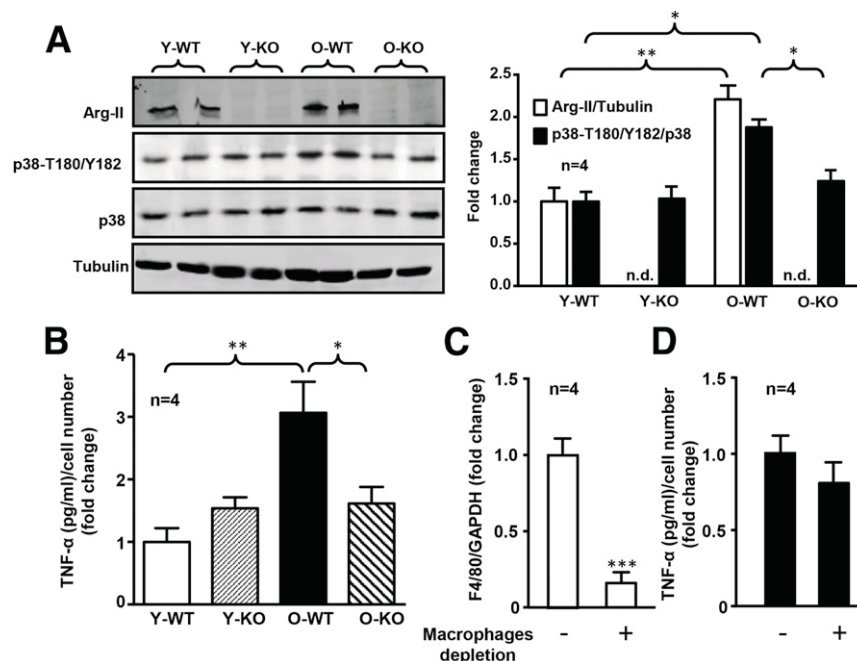 A
Y-WT Y-KO O-WT O-KO
Arg-II
p38-T180/Y182
p38
Tubulin
* 
** *
Arg-II/Tubulin
p38-T180/Y182/p38
n=4
Fold change
2.5
2.0
1.5
1.0
0.5
0.0
n.d. n.d.
Y-WT Y-KO O-WT O-KO
B
** *
n=4
TNF-α (pg/ml)/cell number
(fold change)
4
3
2
1
0
Y-WT Y-KO O-WT O-KO
C
n=4
F4/80/GAPDH (fold change)
1.5
1.0
0.5
0
***
Macrophages
depletion
- +
D
n=4
TNF-α (pg/ml)/cell number
(fold change)
1.5
1.0
0.5
0
- +